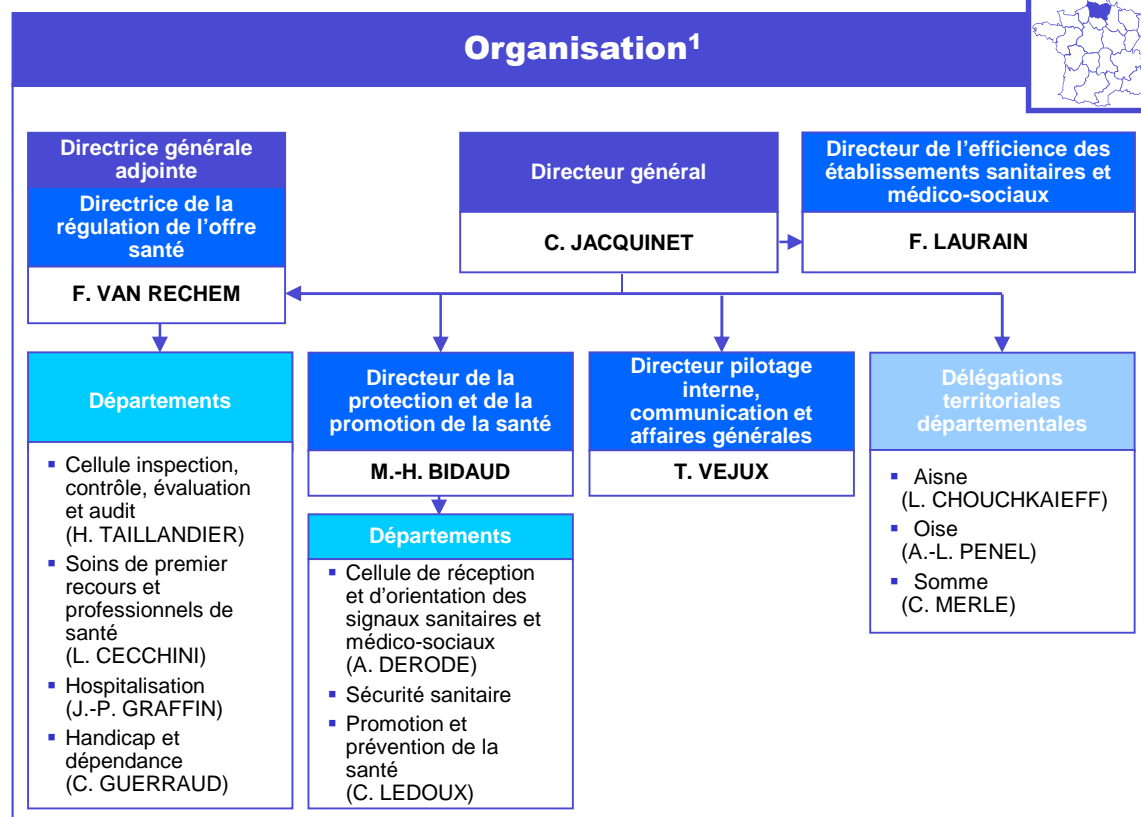 Organisation¹
Directrice générale
adjointe
Directrice de la
régulation de l'offre
santé
F. VAN RECHEM
Directeur général
C. JACQUINET
Directeur de l'efficience des
établissements sanitaires et
médico-sociaux
F. LAURAIN
Départements
▪ Cellule inspection,
contrôle, évaluation
et audit
(H. TAILLANDIER)
▪ Soins de premier
recours et
professionnels de
santé
(L. CECCHINI)
▪ Hospitalisation
(J.-P. GRAFFIN)
▪ Handicap et
dépendance
(C. GUERRAUD)
Directeur de la
protection et de la
promotion de la santé
M.-H. BIDAUD
Départements
▪ Cellule de réception
et d'orientation des
signaux sanitaires et
médico-sociaux
(A. DERODE)
▪ Sécurité sanitaire
▪ Promotion et
prévention de la
santé
(C. LEDOUX)
Directeur pilotage
interne,
communication et
affaires générales
T. VEJUX
Délégations
territoriales
départementales
▪ Aisne
(L. CHOUCHKAIEFF)
▪ Oise
(A.-L. PENEL)
▪ Somme
(C. MERLE)